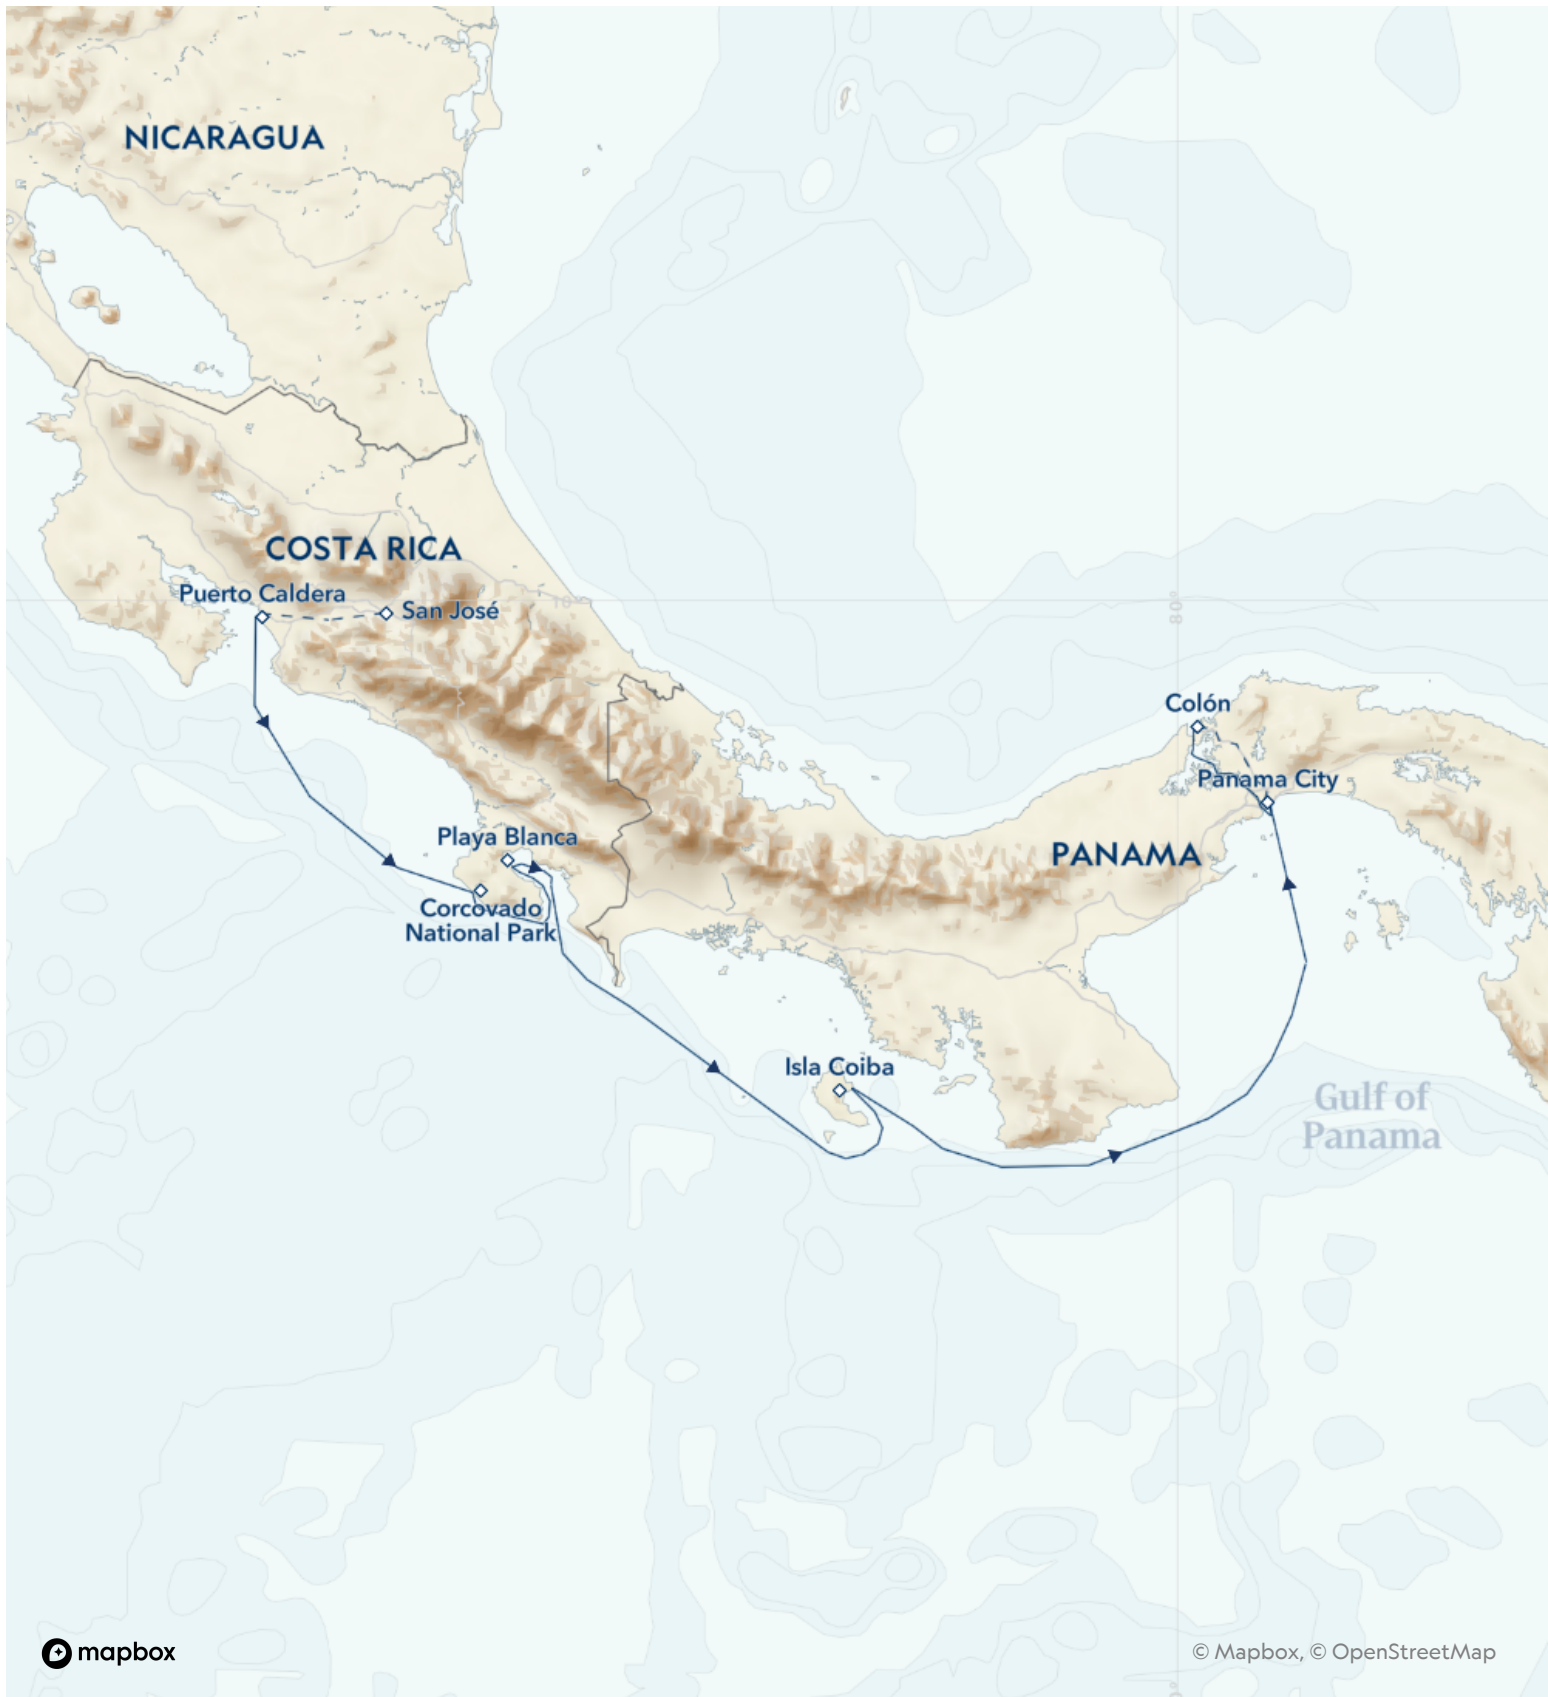 NICARAGUA
COSTA RICA
Puerto Caldera
San José
10°
80°
Colón
Panama City
Playa Blanca
PANAMA
Corcovado
National Park
Isla Coiba
Gulf of
Panama
mapbox
© Mapbox, © OpenStreetMap